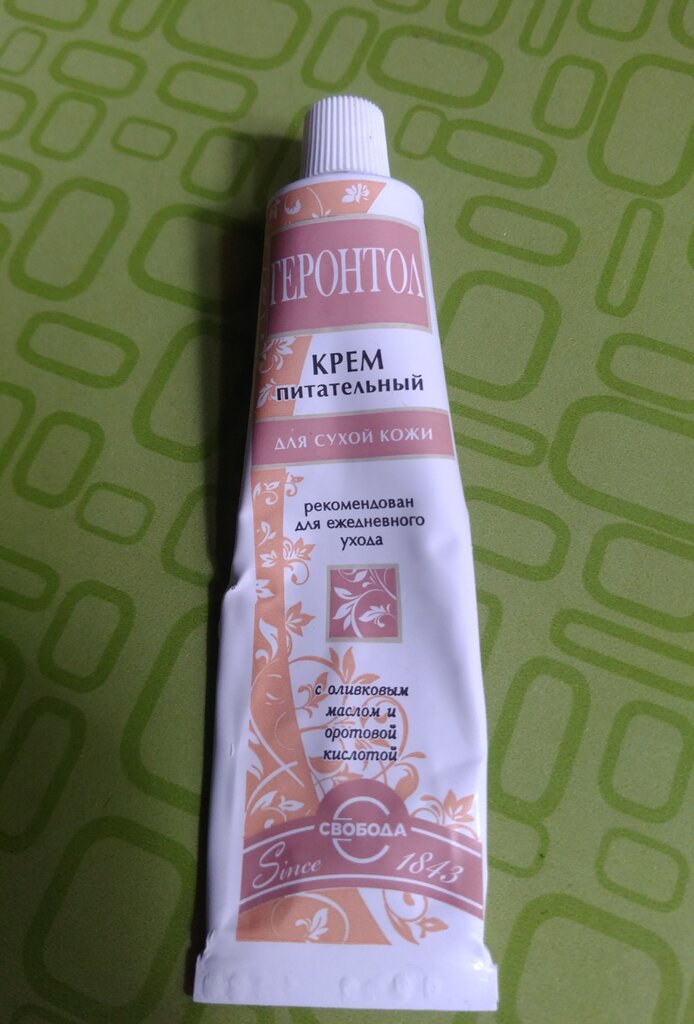 ГЕРОНТОЛ
КРЕМ
питательный
ДЛЯ СУХОЙ КОЖИ
рекомендован
для ежедневного
ухода
с оливковым
маслом и
оротовой
кислотой
СВОБОДА
Since 1843